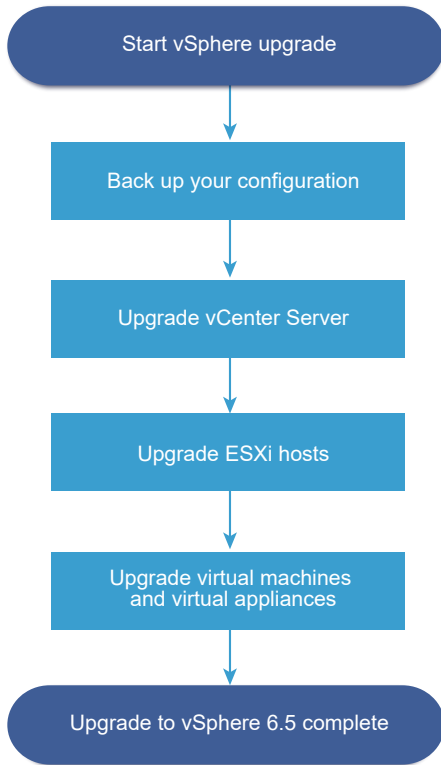 Start vSphere upgrade
Back up your configuration
Upgrade vCenter Server
Upgrade ESXi hosts
Upgrade virtual machines
and virtual appliances
Upgrade to vSphere 6.5 complete